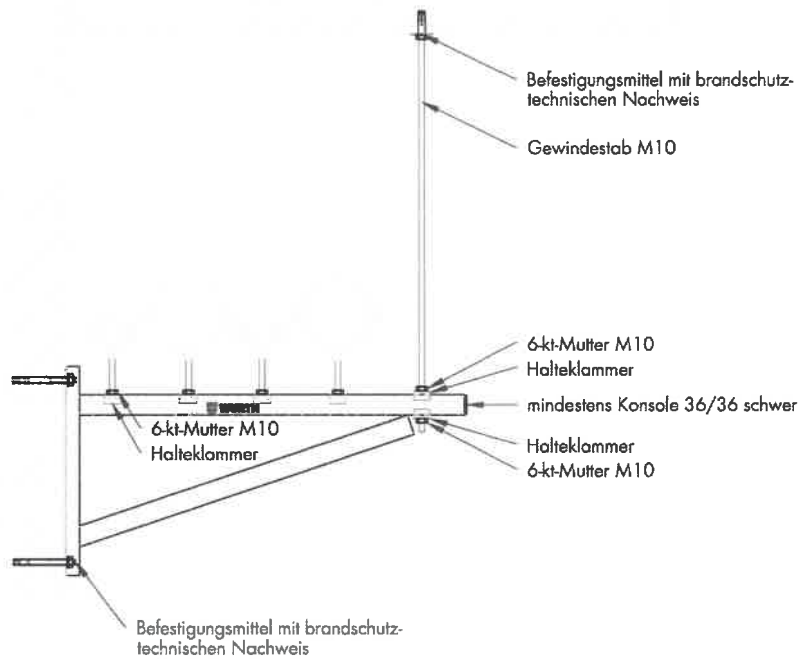 Befestigungsmittel mit brandschutz-
technischen Nachweis
Gewindestab M10
6-kt-Mutter M10
Halteklammer
mindestens Konsole 36/36 schwer
WÜRTH
6-kt-Mutter M10
Halteklammer
Halteklammer
6-kt-Mutter M10
Befestigungsmittel mit brandschutz-
technischen Nachweis